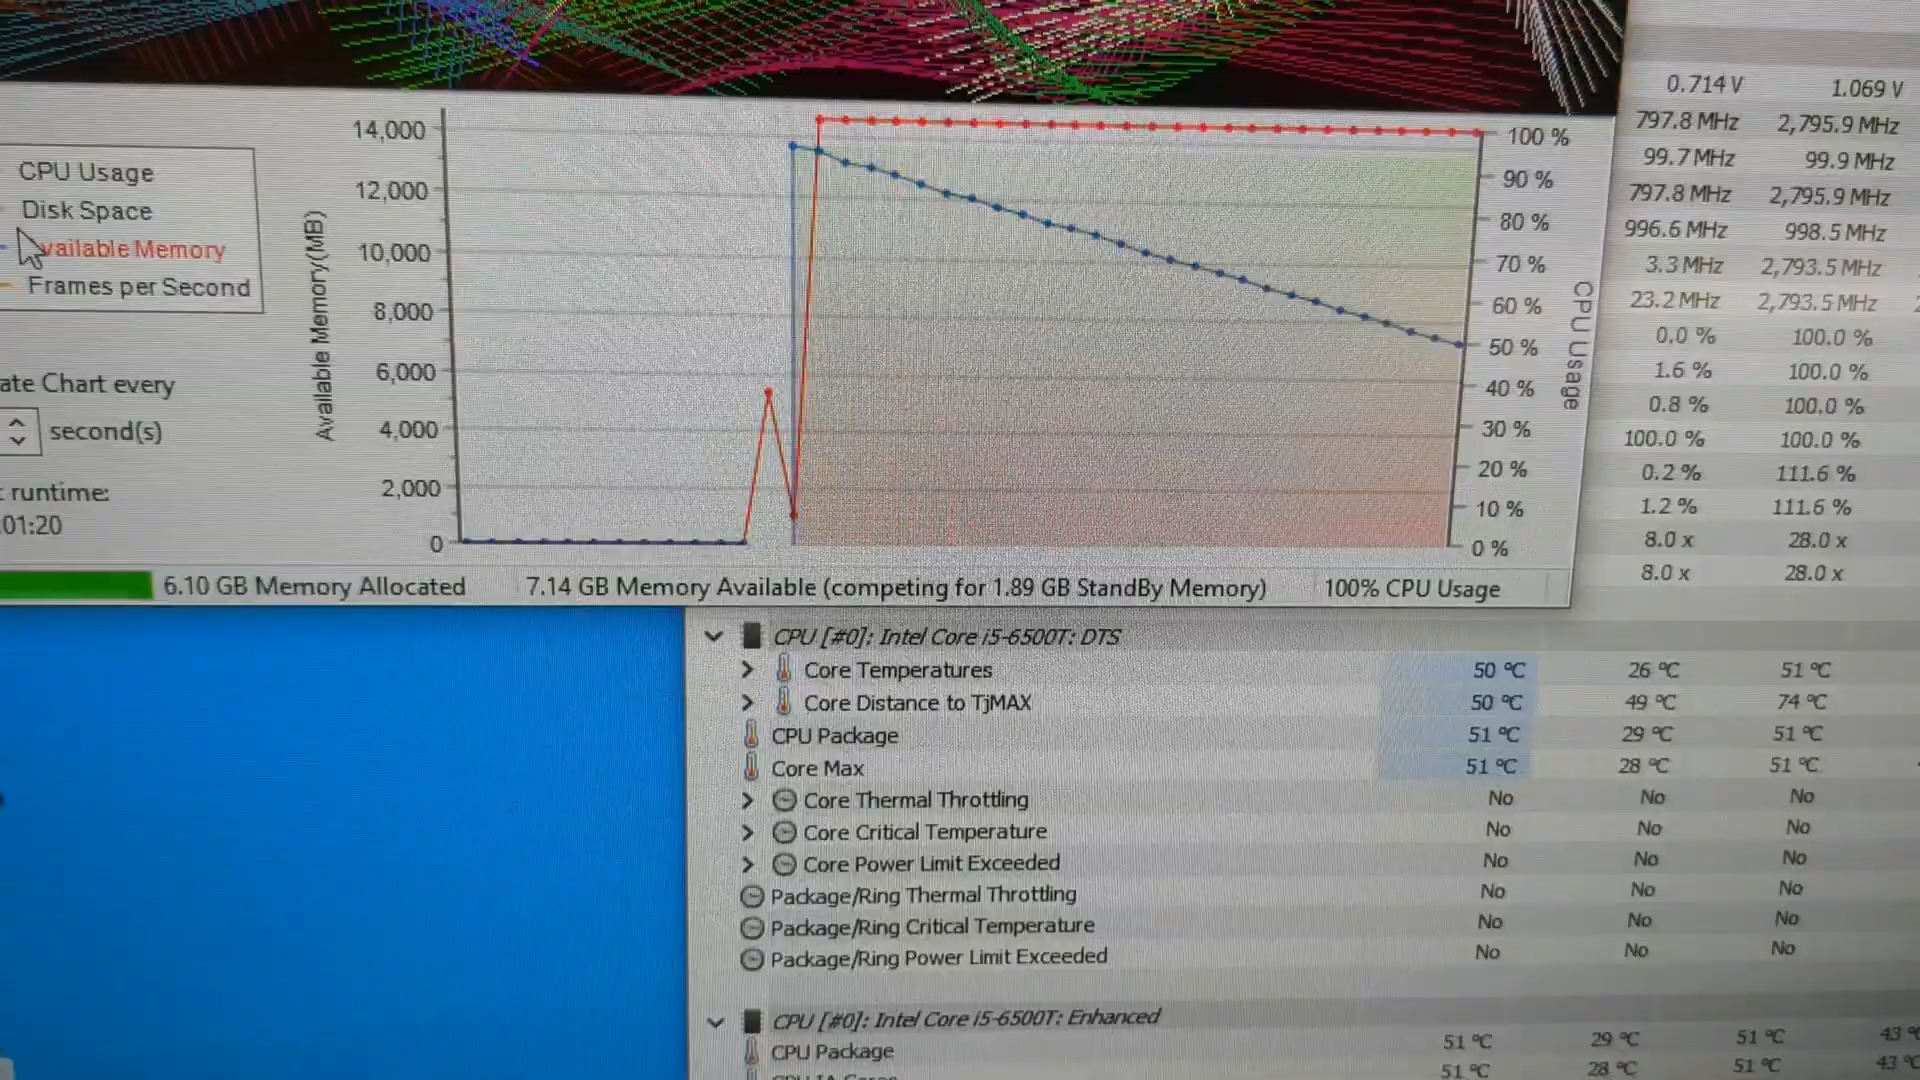 14,000
12,000
10,000
8,000
6,000
4,000
2,000
0
Available Memory(MB)
100 %
90 %
80 %
70 %
60 %
50 %
40 %
30 %
20 %
10 %
0 %
CPU Usage
CPU Usage
Disk Space
vailable Memory
Frames per Second
ate Chart every
second(s)
runtime:
01:20
6.10 GB Memory Allocated 7.14 GB Memory Available (competing for 1.89 GB StandBy Memory) 100% CPU Usage
0.714 V 1.069 V
797.8 MHz 2,795.9 MHz
99.7 MHz 99.9 MHz
797.8 MHz 2,795.9 MHz
996.6 MHz 998.5 MHz
3.3 MHz 2,793.5 MHz
23.2 MHz 2,793.5 MHz
0.0 % 100.0 %
1.6 % 100.0 %
0.8 % 100.0 %
100.0 % 100.0 %
0.2 % 111.6 %
1.2 % 111.6 %
8.0 x 28.0 x
8.0 x 28.0 x
CPU [#0]: Intel Core i5-6500T: DTS
Core Temperatures 50 °C 26 °C 51 °C
Core Distance to TjMAX 50 °C 49 °C 74 °C
CPU Package 51 °C 29 °C 51 °C
Core Max 51 °C 28 °C 51 °C
Core Thermal Throttling No No No
Core Critical Temperature No No No
Core Power Limit Exceeded No No No
Package/Ring Thermal Throttling No No No
Package/Ring Critical Temperature No No No
Package/Ring Power Limit Exceeded No No No
CPU [#0]: Intel Core i5-6500T: Enhanced
CPU Package 51 °C 29 °C 51 °C 43 °C
51 °C 28 °C 51 °C 43 °C